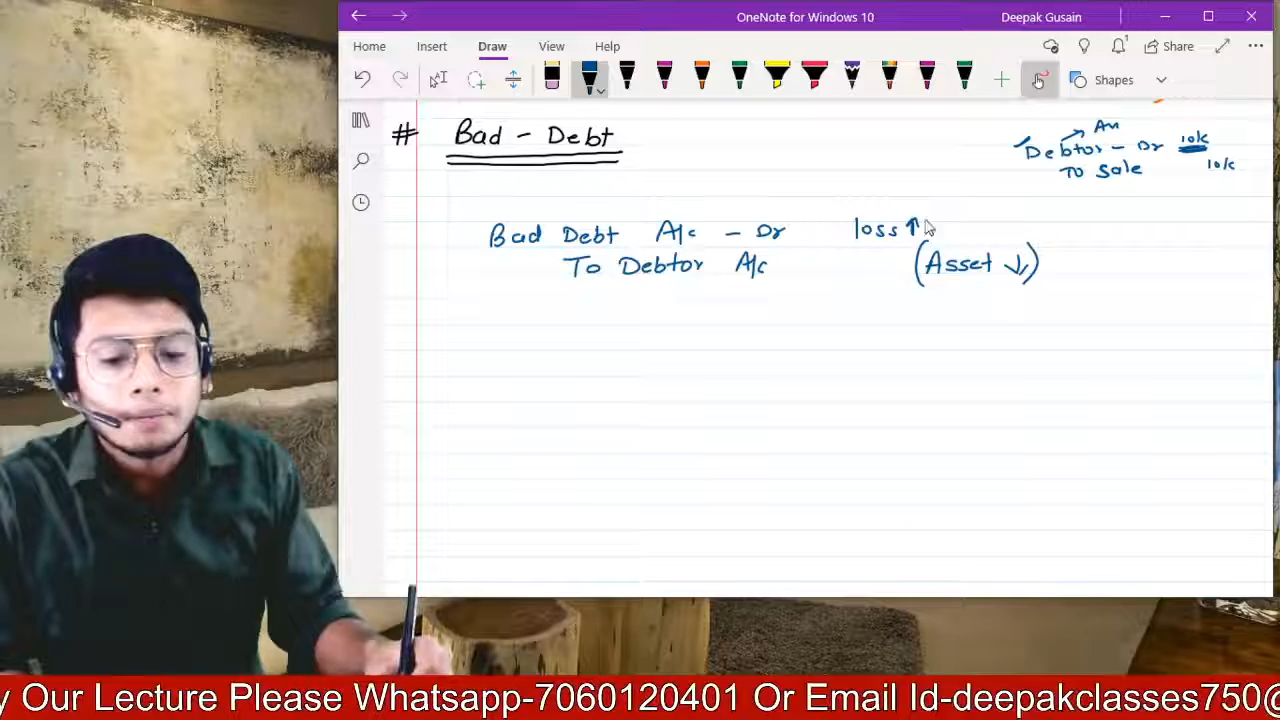 OneNote for Windows 10
Deepak Gusain
Home Insert Draw View Help
Share
Shapes
# Bad - Debt
An
Debtor - Dr 10k
To Sale 10k
Bad Debt A/c - Dr loss ↑
To Debtor A/c (Asset ↓)
y Our Lecture Please Whatsapp-7060120401 Or Email Id-deepakclasses750@